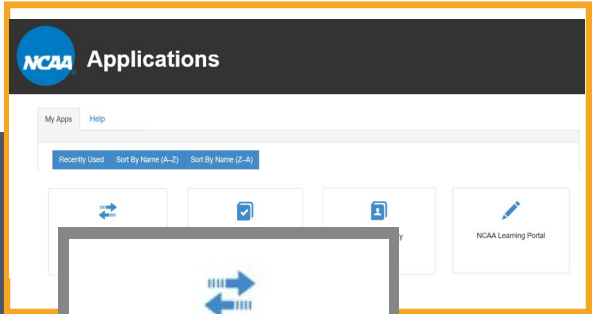 NCAA
Applications
My Apps Help
Recently Used Sort By Name (A–Z) Sort By Name (Z–A)
NCAA Learning Portal